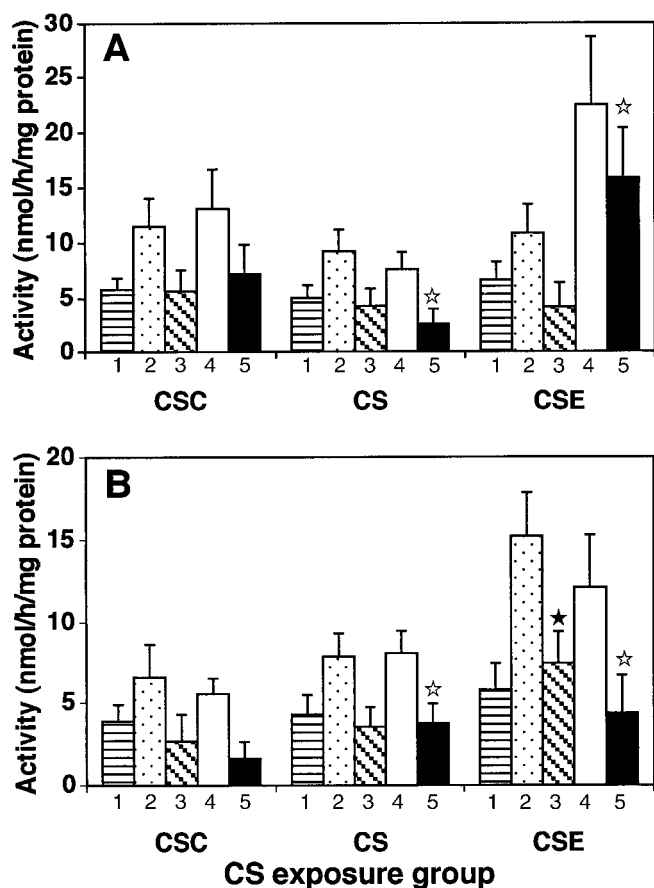 A
Activity (nmol/h/mg protein)
30
25
20
15
10
5
0
1 2 3 4 5 1 2 3 4 5 1 2 3 4 5
CSC CS CSE
B
Activity (nmol/h/mg protein)
20
15
10
5
0
1 2 3 4 5 1 2 3 4 5 1 2 3 4 5
CSC CS CSE
CS exposure group